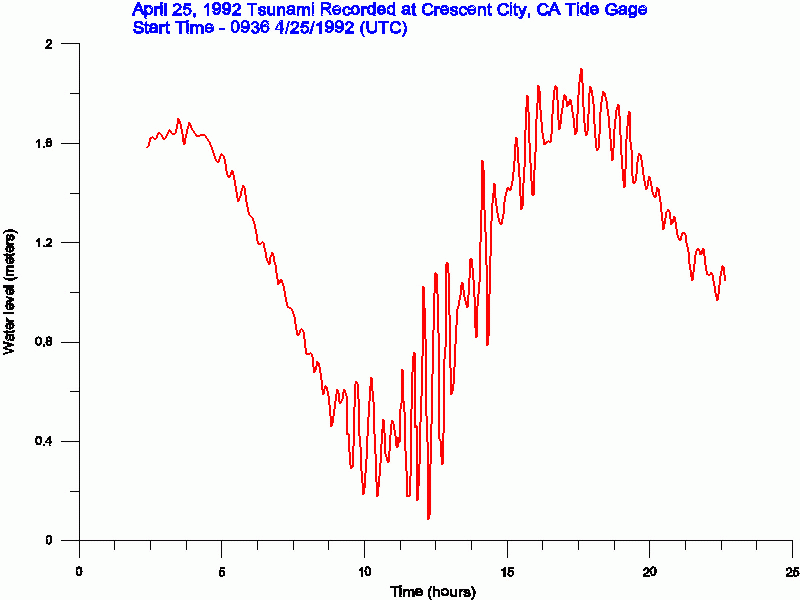 April 25, 1992 Tsunami Recorded at Crescent City, CA Tide Gage
Start Time - 0936 4/25/1992 (UTC)
2
1.6
1.2
0.8
0.4
0
Water level (meters)
0 5 10 15 20 25
Time (hours)